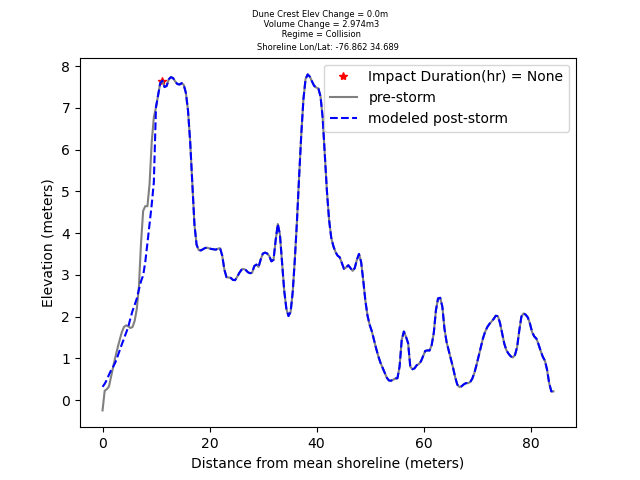 Dune Crest Elev Change = 0.0m
Volume Change = 2.974m3
Regime = Collision
Shoreline Lon/Lat: -76.862 34.689
Impact Duration(hr) = None
pre-storm
modeled post-storm
Elevation (meters)
8
7
6
5
4
3
2
1
0
0 20 40 60 80
Distance from mean shoreline (meters)